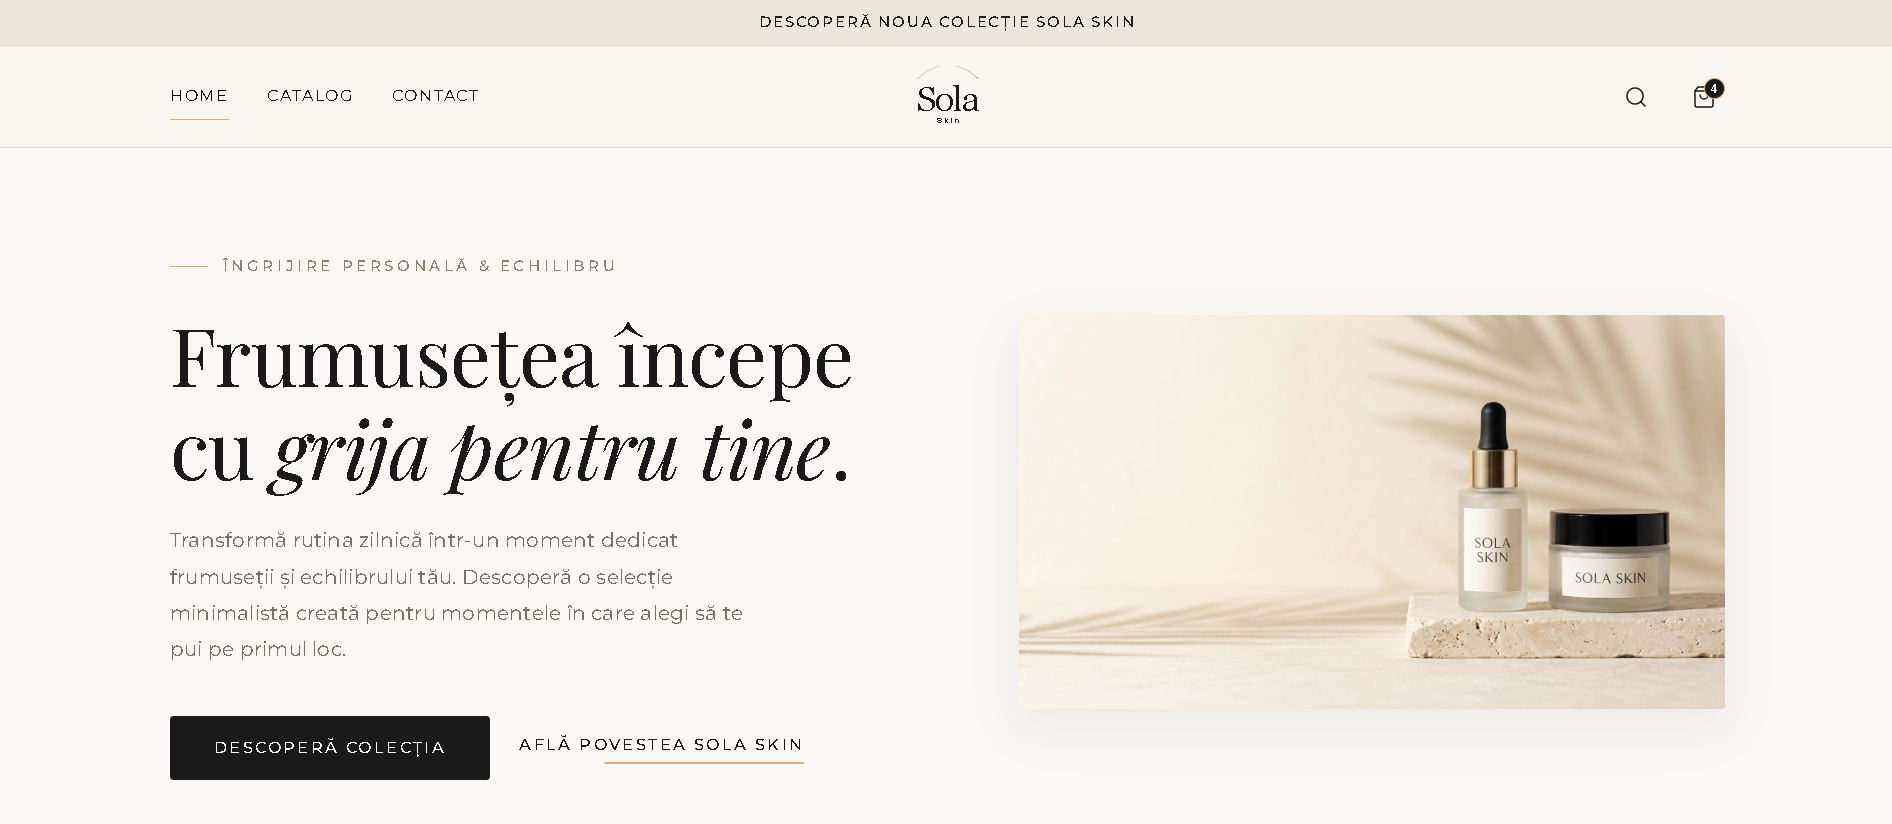 DESCOPERĂ NOUA COLECȚIE SOLA SKIN
HOME CATALOG CONTACT
Sola
Skin
4
ÎNGRIJIRE PERSONALĂ & ECHILIBRU
Frumusețea începe
cu grija pentru tine.
Transformă rutina zilnică într-un moment dedicat
frumuseții și echilibrului tău. Descoperă o selecție
minimalistă creată pentru momentele în care alegi să te
pui pe primul loc.
DESCOPERĂ COLECȚIA
AFLĂ POVESTEA SOLA SKIN
SOLA
SKIN
SOLA SKIN